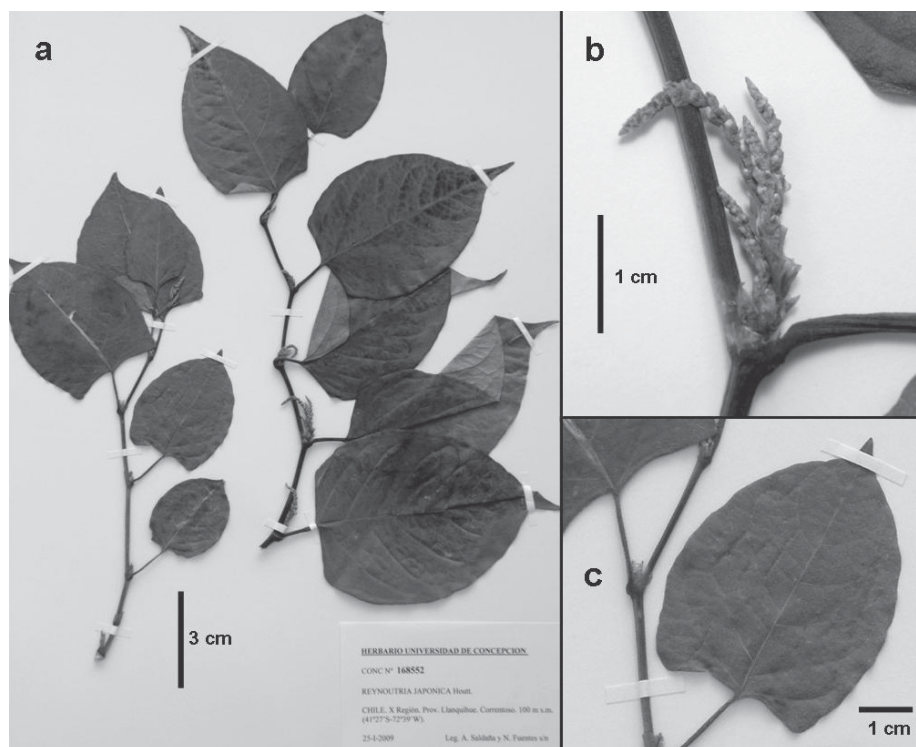 a
3 cm
HERBARIO UNIVERSIDAD DE CONCEPCION
CONC Nº 168552
REYNOUTRIA JAPONICA Houtt.
CHILE. X Región. Prov. Llanquihue. Correntoso. 100 m s.m.
(41°27'S-72°39'W).
25-I-2009 Leg. A. Saldaña y N. Fuentes s/n
b
1 cm
c
1 cm